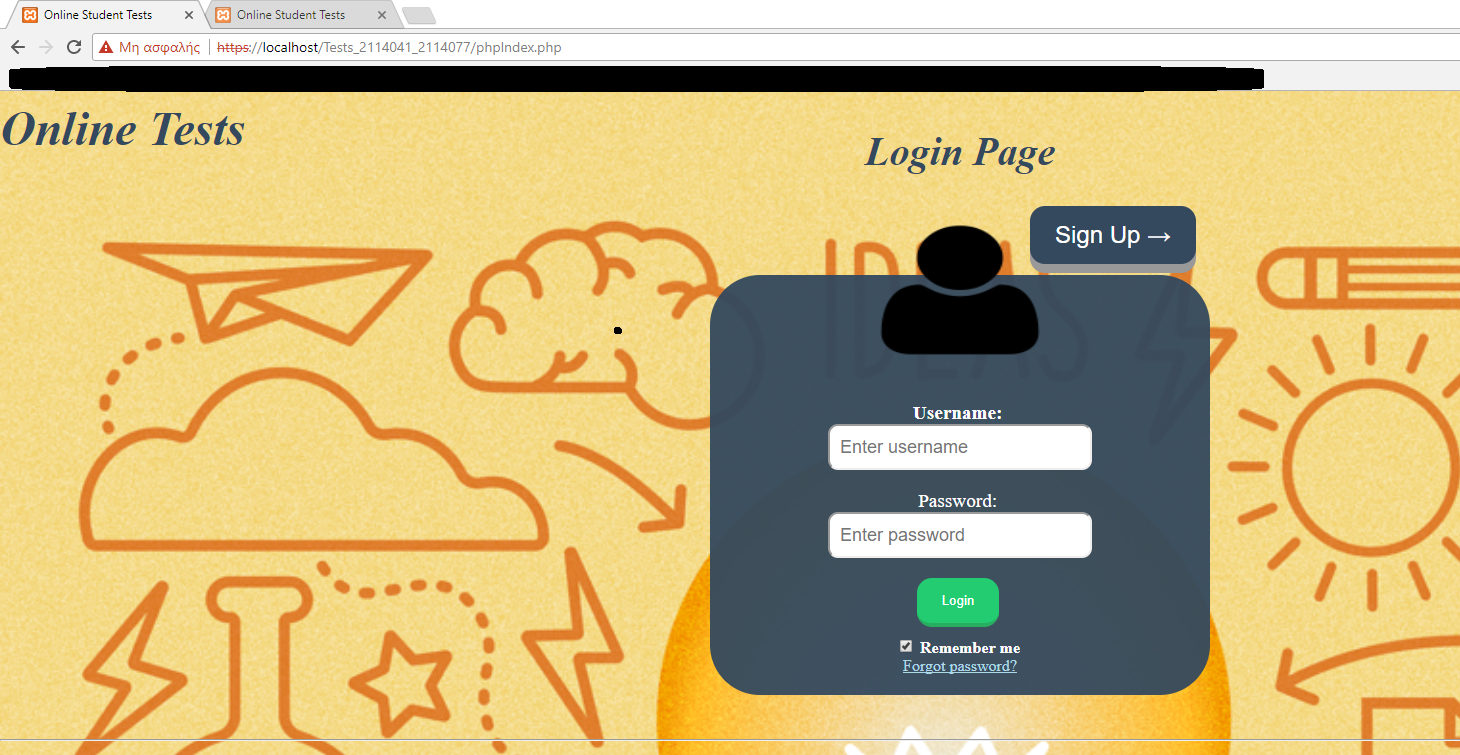 Online Student Tests
Online Student Tests
Μη ασφαλής https://localhost/Tests_2114041_2114077/phpIndex.php
Online Tests
Login Page
Sign Up →
IDEAS
Username:
Enter username
Password:
Enter password
Login
Remember me
Forgot password?